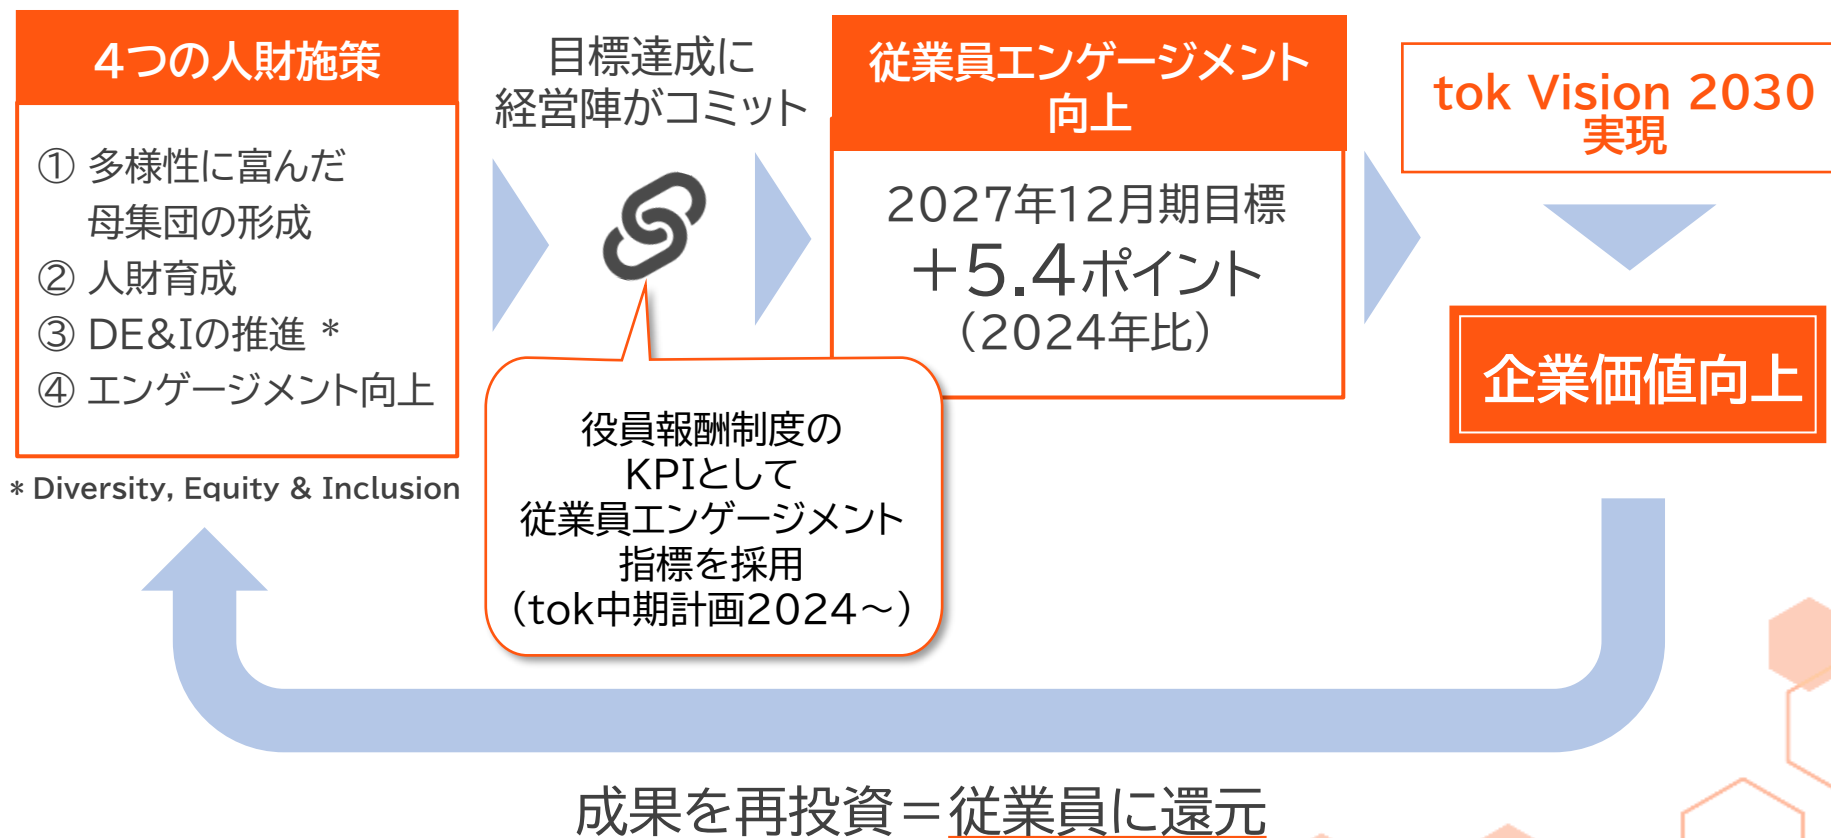 4つの人財施策
① 多様性に富んだ
母集団の形成
② 人財育成
③ DE&Iの推進 *
④ エンゲージメント向上
* Diversity, Equity & Inclusion
目標達成に
経営陣がコミット
役員報酬制度の
KPIとして
従業員エンゲージメント
指標を採用
（tok中期計画2024～）
従業員エンゲージメント
向上
2027年12月期目標
＋5.4ポイント
（2024年比）
tok Vision 2030
実現
企業価値向上
成果を再投資＝従業員に還元